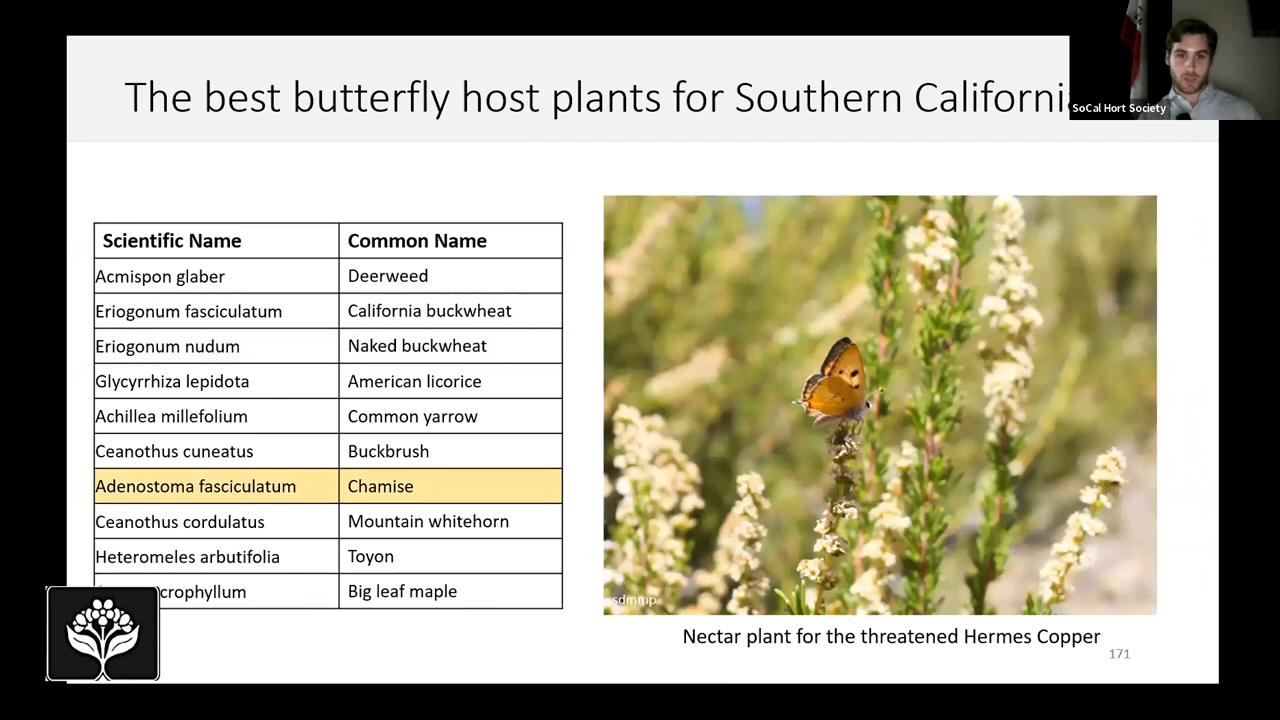 The best butterfly host plants for Southern Californi
SoCal Hort Society
Scientific Name Common Name
Acmispon glaber Deerweed
Eriogonum fasciculatum California buckwheat
Eriogonum nudum Naked buckwheat
Glycyrrhiza lepidota American licorice
Achillea millefolium Common yarrow
Ceanothus cuneatus Buckbrush
Adenostoma fasciculatum Chamise
Ceanothus cordulatus Mountain whitehorn
Heteromeles arbutifolia Toyon
crophyllum Big leaf maple
sdmmp
Nectar plant for the threatened Hermes Copper
171